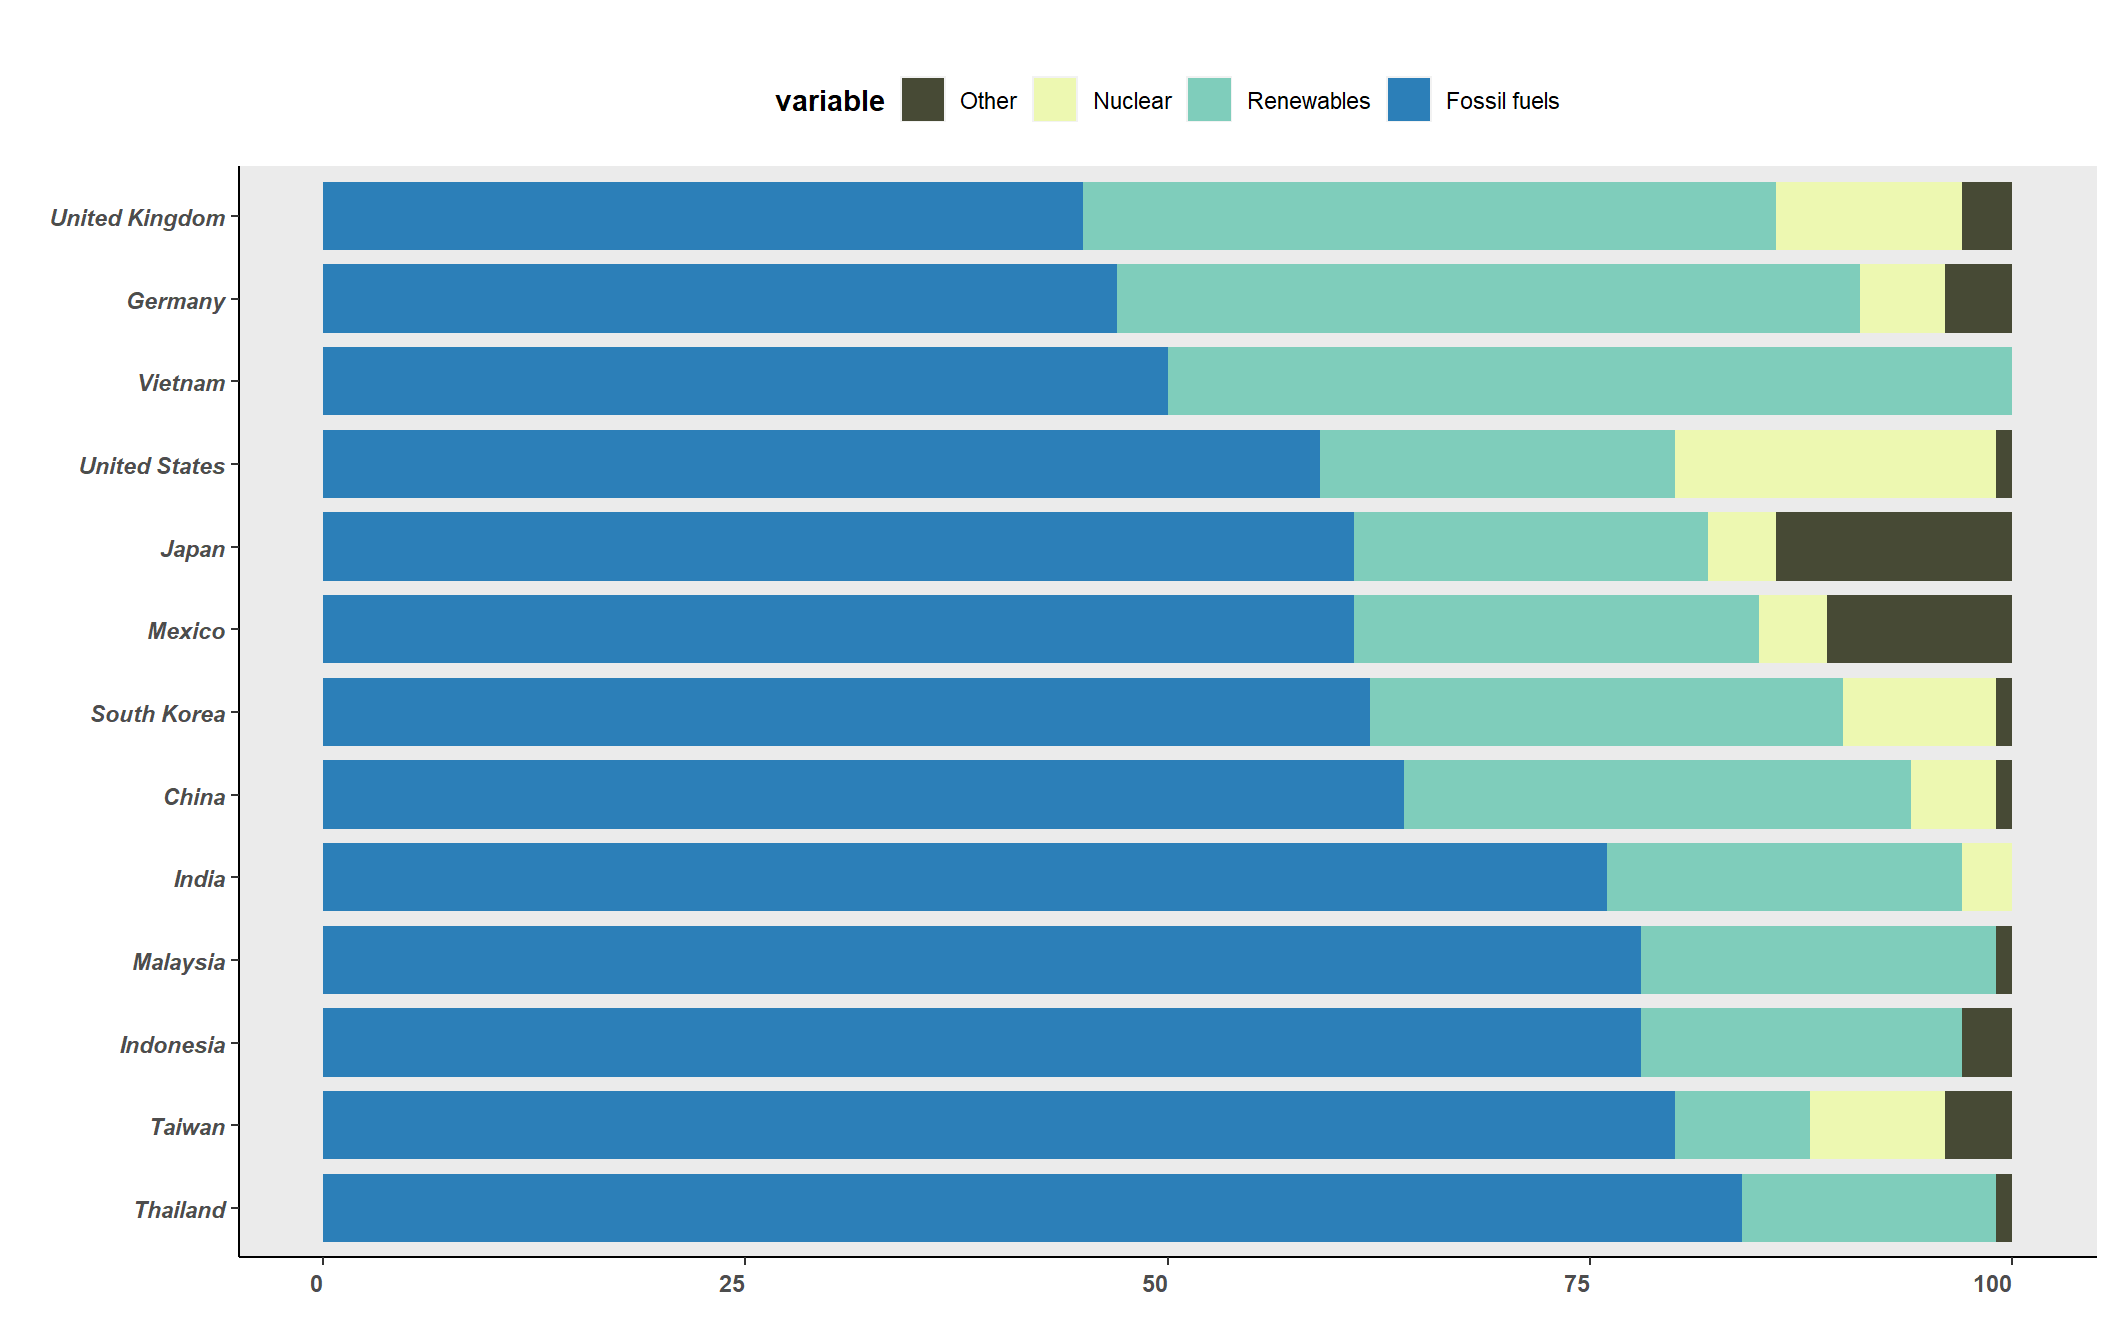 variable Other Nuclear Renewables Fossil fuels
United Kingdom
Germany
Vietnam
United States
Japan
Mexico
South Korea
China
India
Malaysia
Indonesia
Taiwan
Thailand
0 25 50 75 100